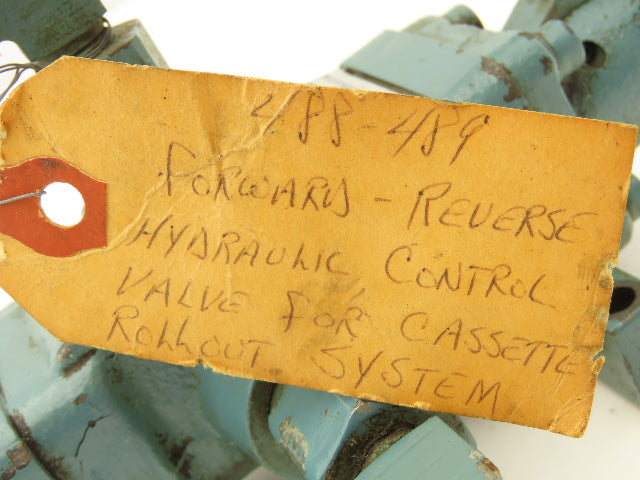 488-489
FORWARD - REVERSE
HYDRAULIC CONTROL
VALVE FOR CASSETTE
ROLLOUT SYSTEM